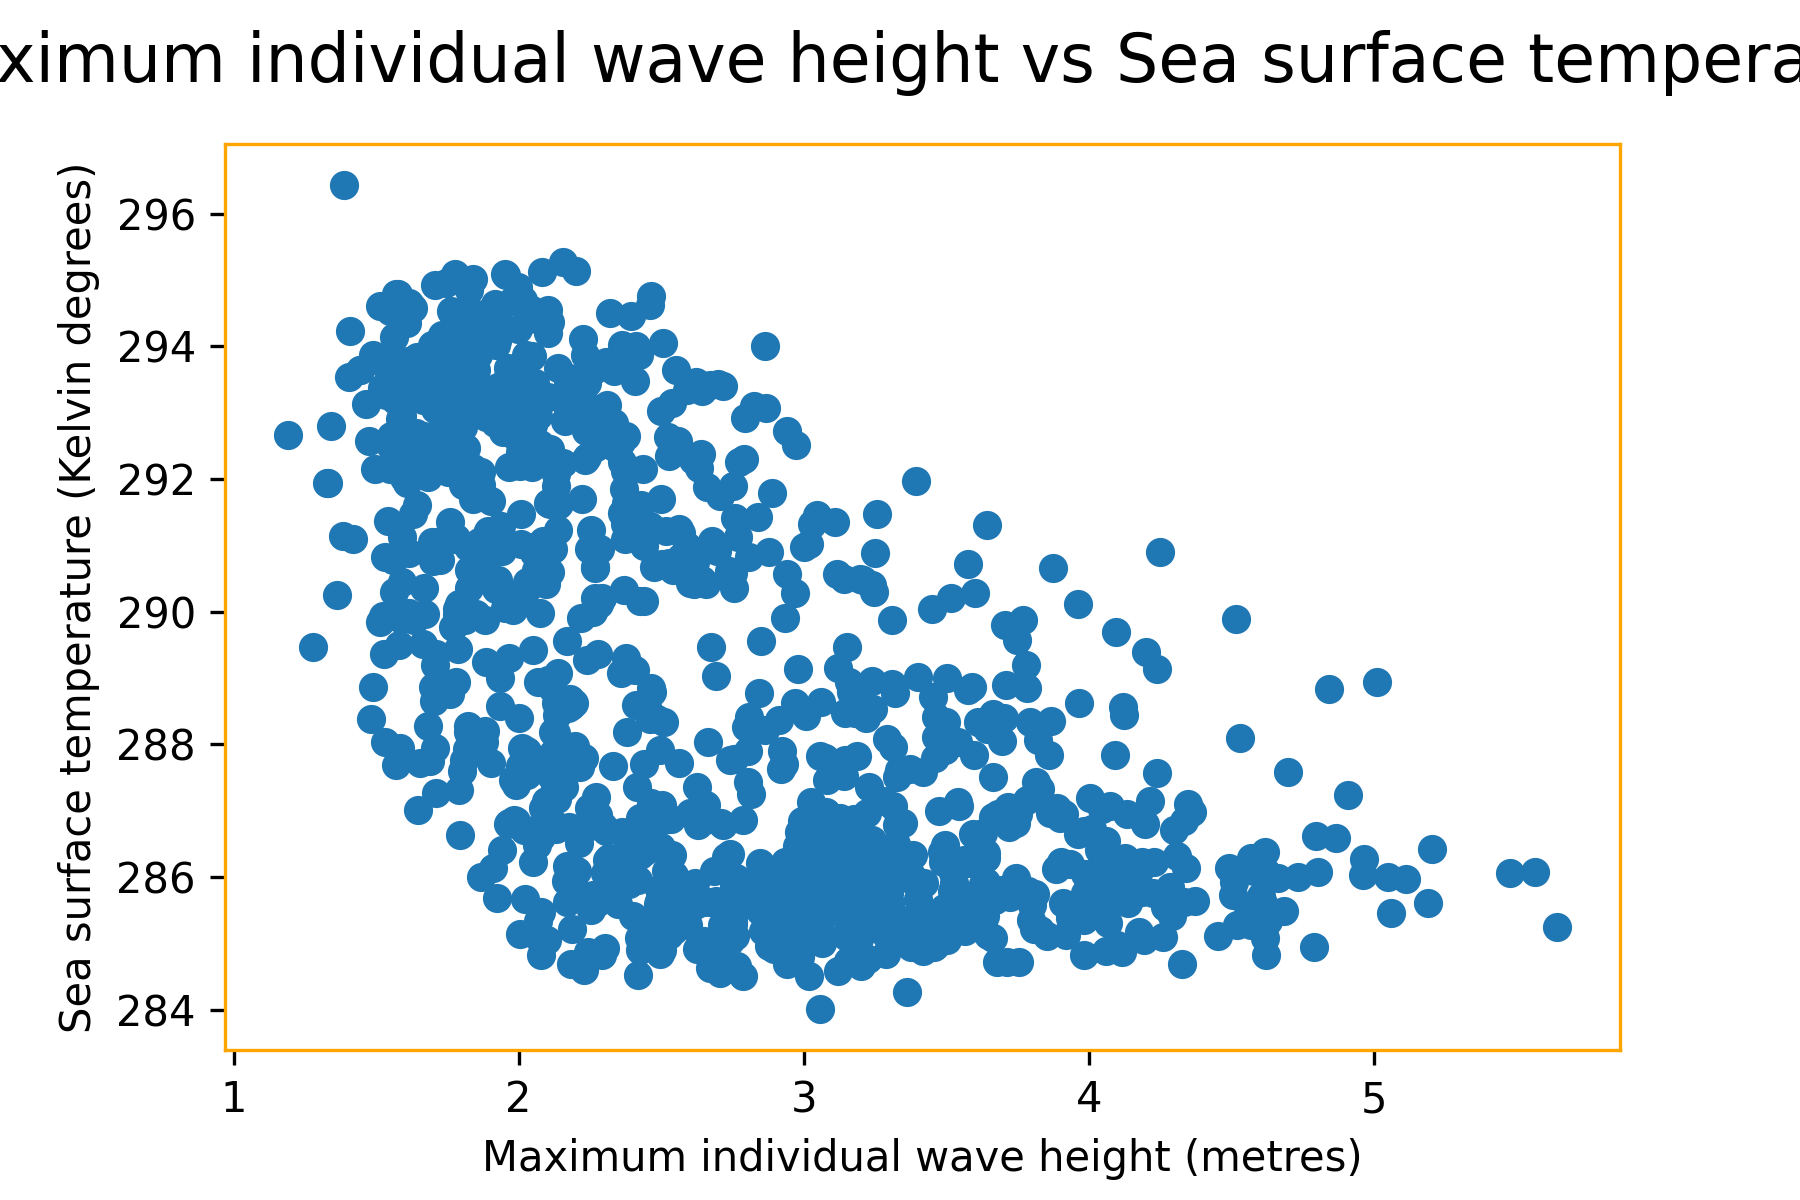 ximum individual wave height vs Sea surface tempera
Sea surface temperature (Kelvin degrees)
296
294
292
290
288
286
284
1 2 3 4 5
Maximum individual wave height (metres)